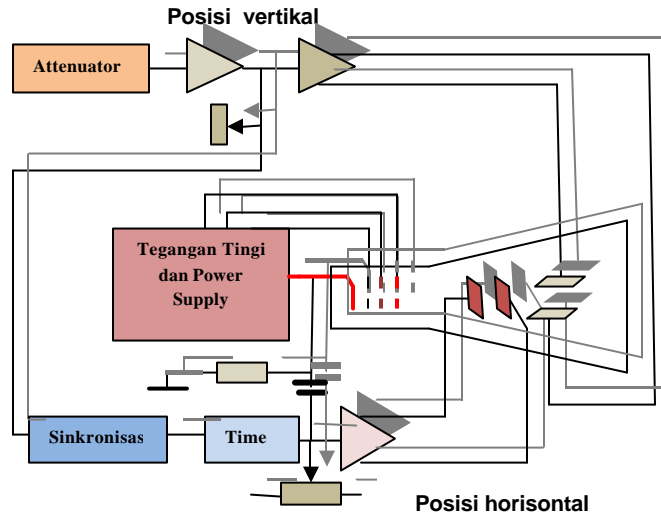 Posisi vertikal
Attenuator
Tegangan Tingi
dan Power
Supply
Sinkronisas
Time
Posisi horisontal